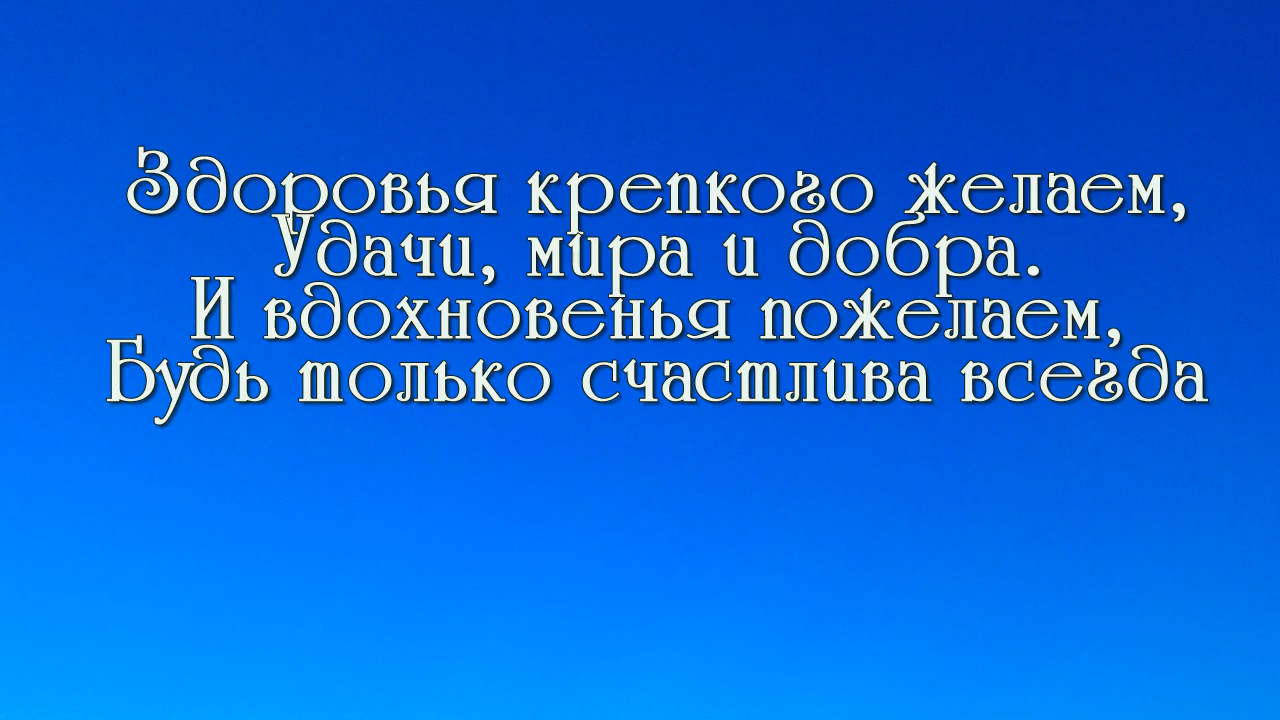 Здоровья крепкого желаем,
Удачи, мира и добра.
И вдохновенья пожелаем,
Будь только счастлива всегда